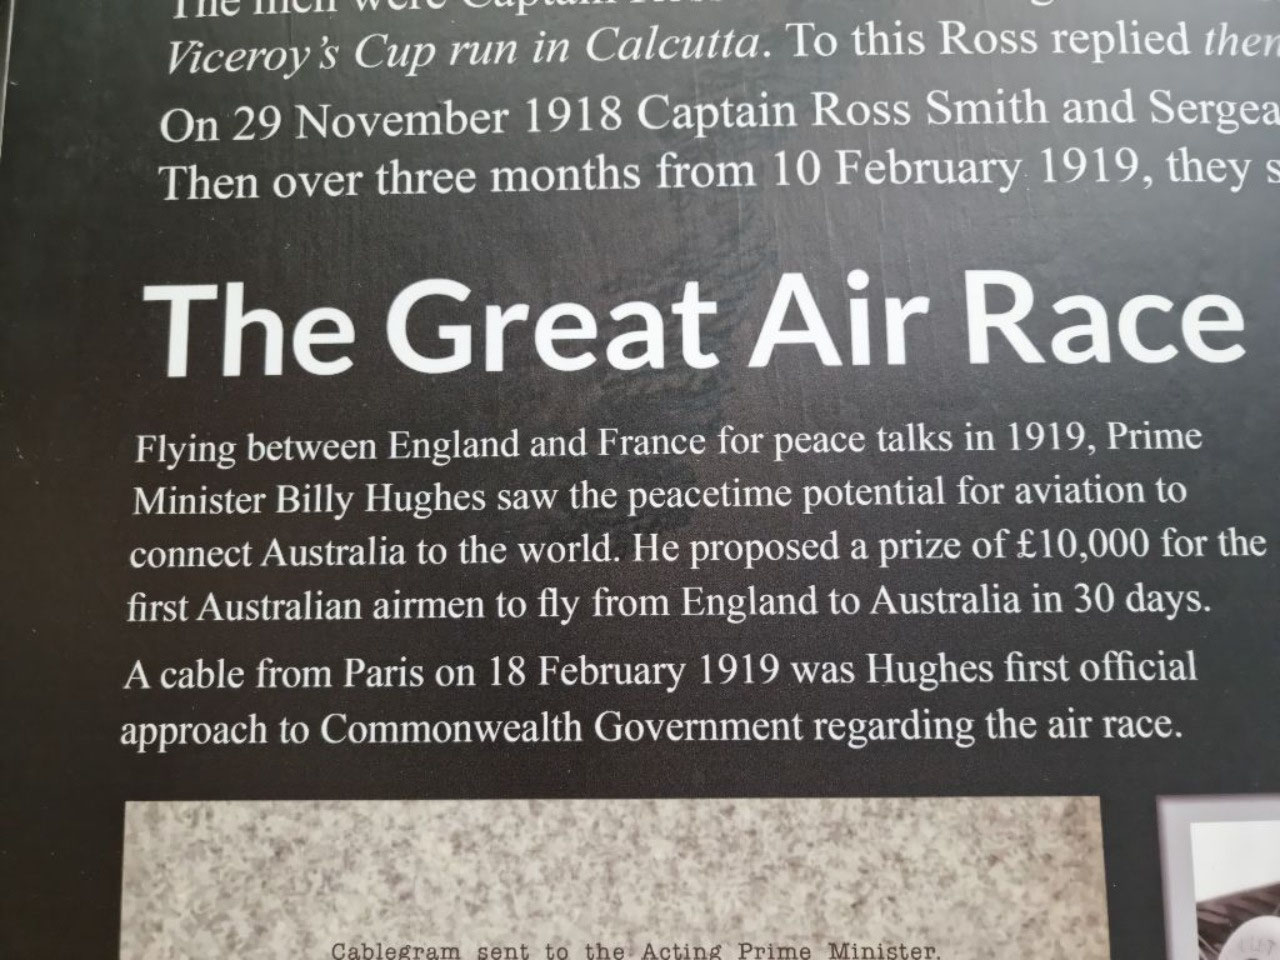 The men were Captain
Viceroy's Cup run in Calcutta. To this Ross replied
On 29 November 1918 Captain Ross Smith and
Then over three months from 10 February 1919, they
The Great Air Race
Flying between England and France for peace talks in 1919, Prime
Minister Billy Hughes saw the peacetime potential for aviation to
connect Australia to the world. He proposed a prize of £10,000 for the
first Australian airmen to fly from England to Australia in 30 days.
A cable from Paris on 18 February 1919 was Hughes first official
approach to Commonwealth Government regarding the air race.
Cablegram sent to the Acting Prime Minister.